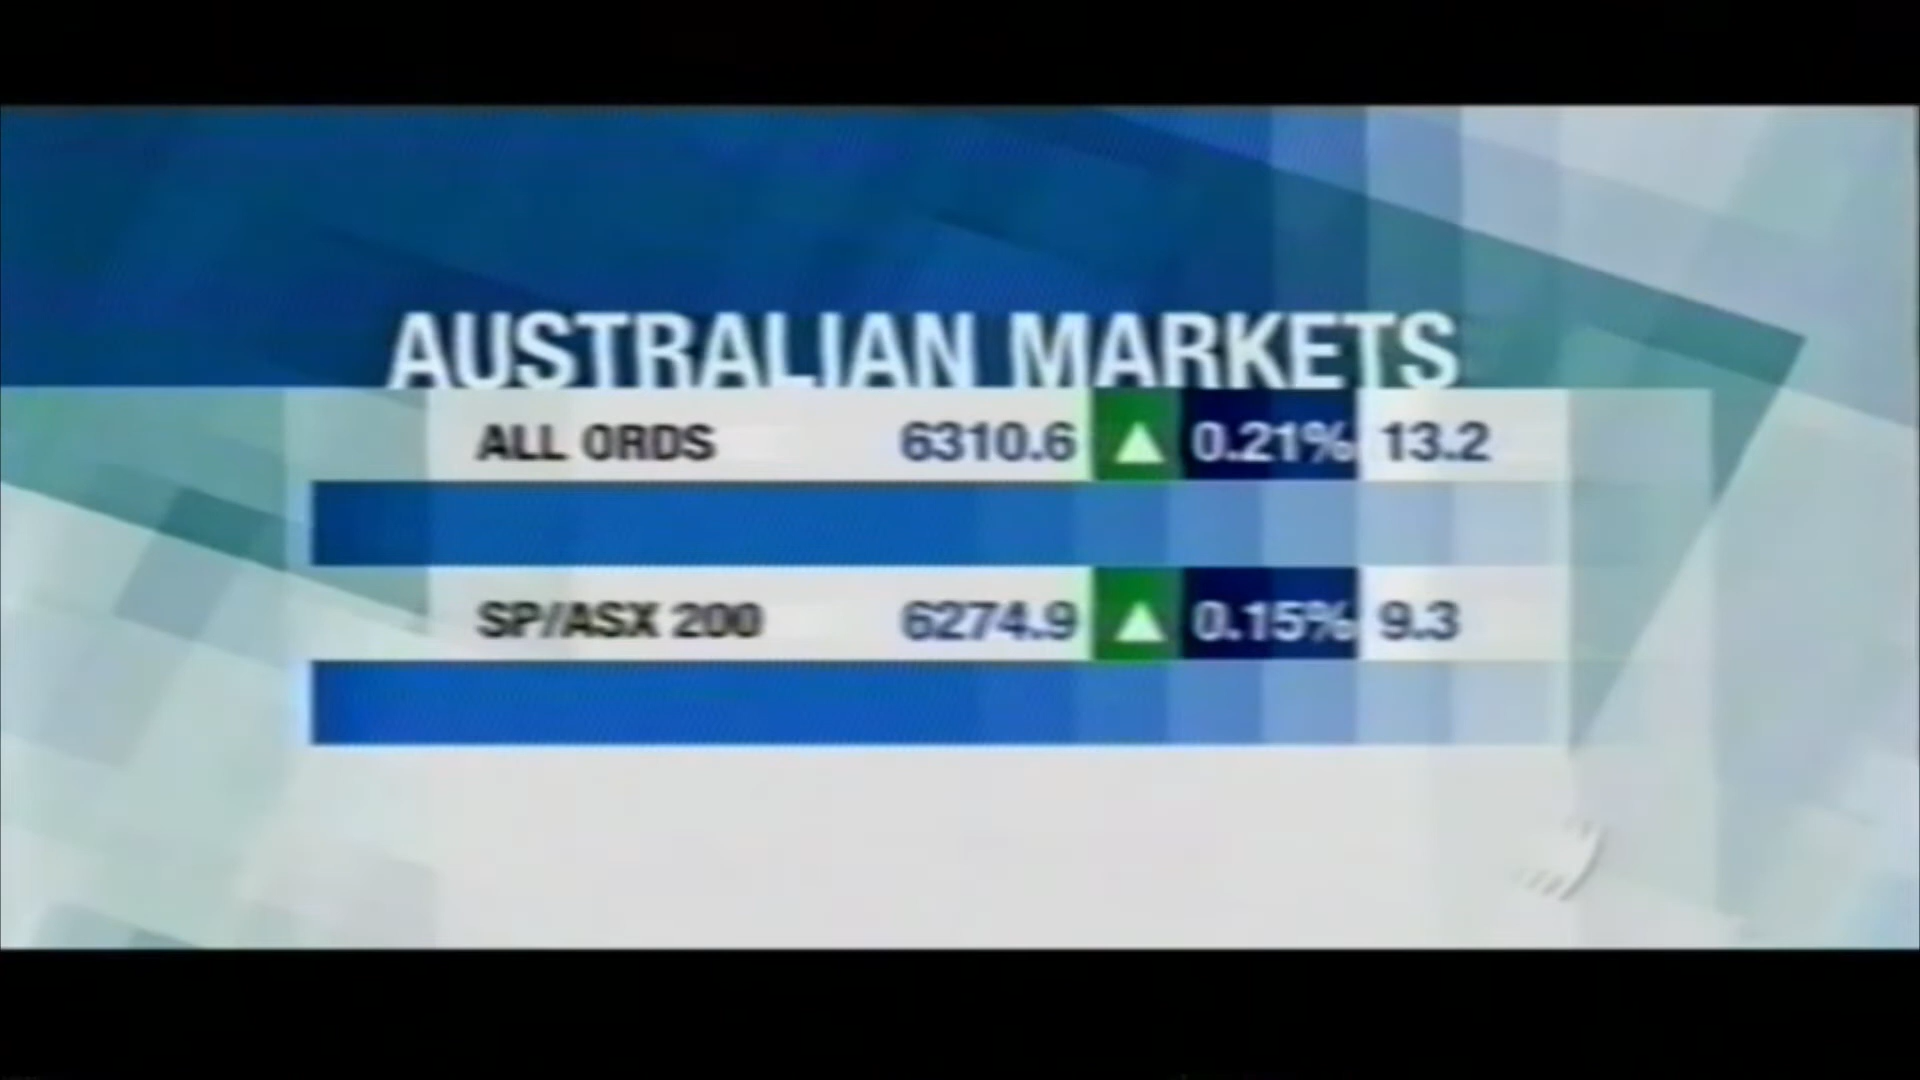 AUSTRALIAN MARKETS
ALL ORDS 6310.6 ▲ 0.21% 13.2
SP/ASX 200 6274.9 ▲ 0.15% 9.3